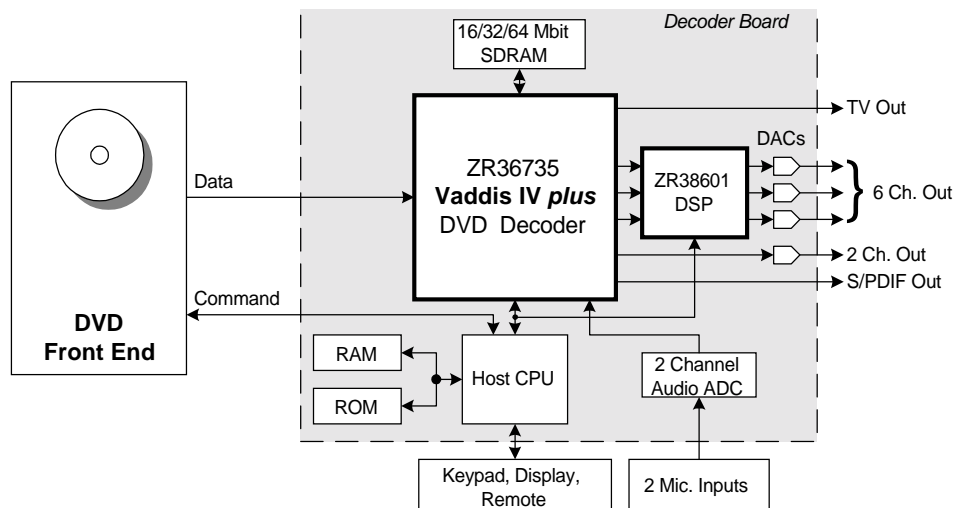 Decoder Board
16/32/64 Mbit
SDRAM
TV Out
DACs
ZR36735
Vaddis IV plus
DVD Decoder
ZR38601
DSP
6 Ch. Out
Data
2 Ch. Out
S/PDIF Out
Command
DVD
Front End
RAM
ROM
Host CPU
2 Channel
Audio ADC
Keypad, Display,
Remote
2 Mic. Inputs